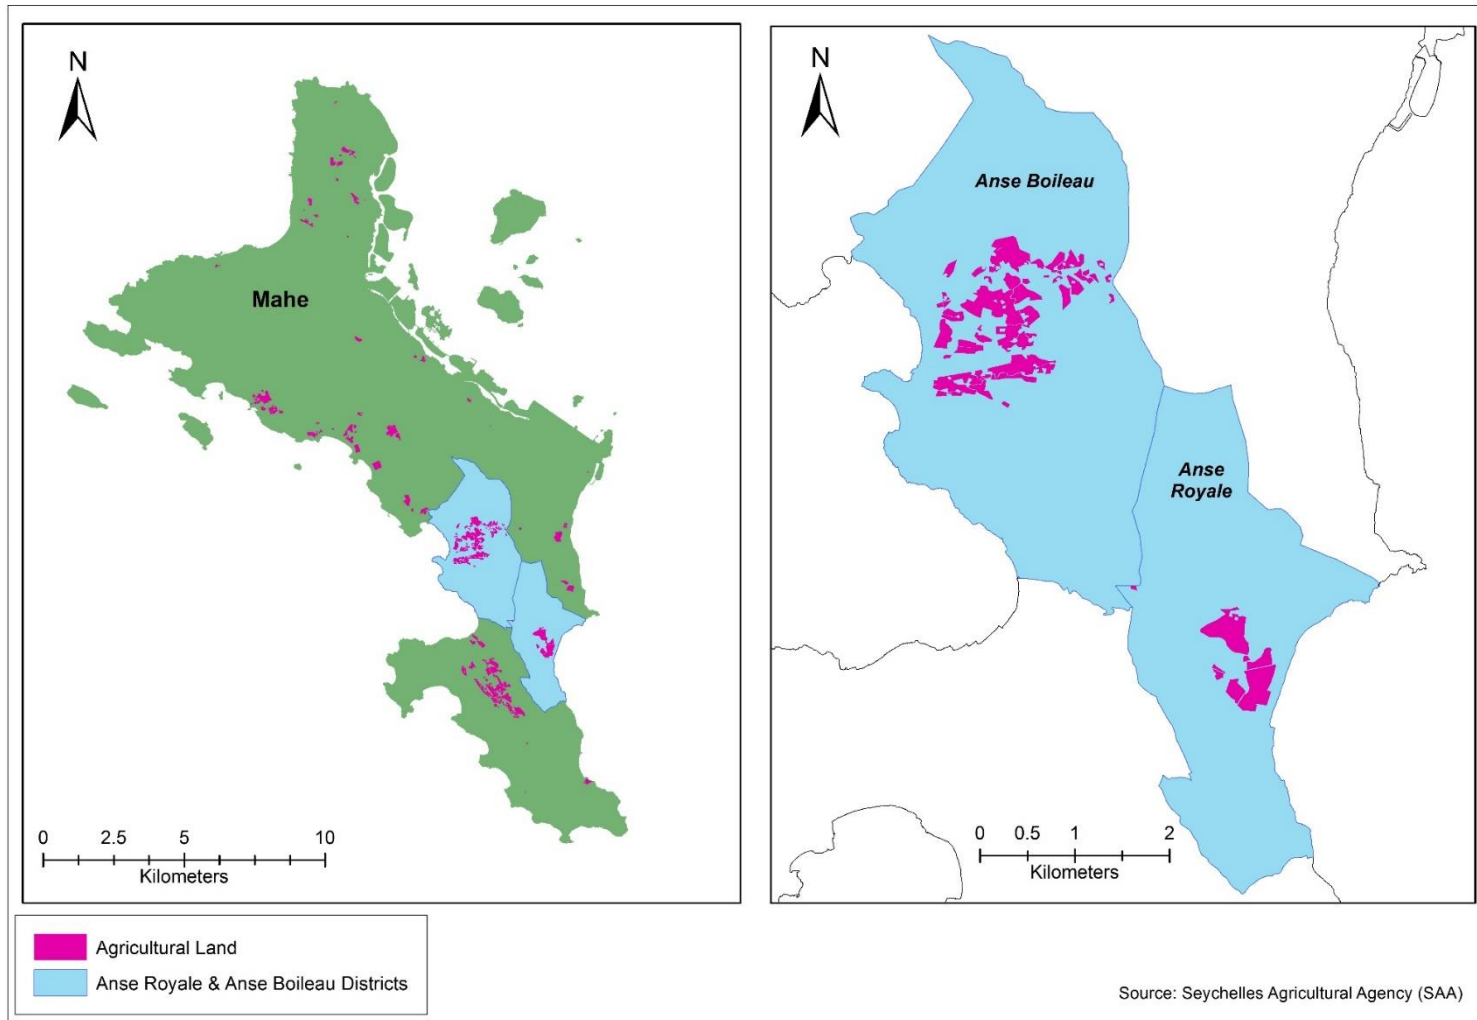 N
Mahe
0 2.5 5 10
Kilometers
N
Anse Boileau
Anse
Royale
0 0.5 1 2
Kilometers
Agricultural Land
Anse Royale & Anse Boileau Districts
Source: Seychelles Agricultural Agency (SAA)